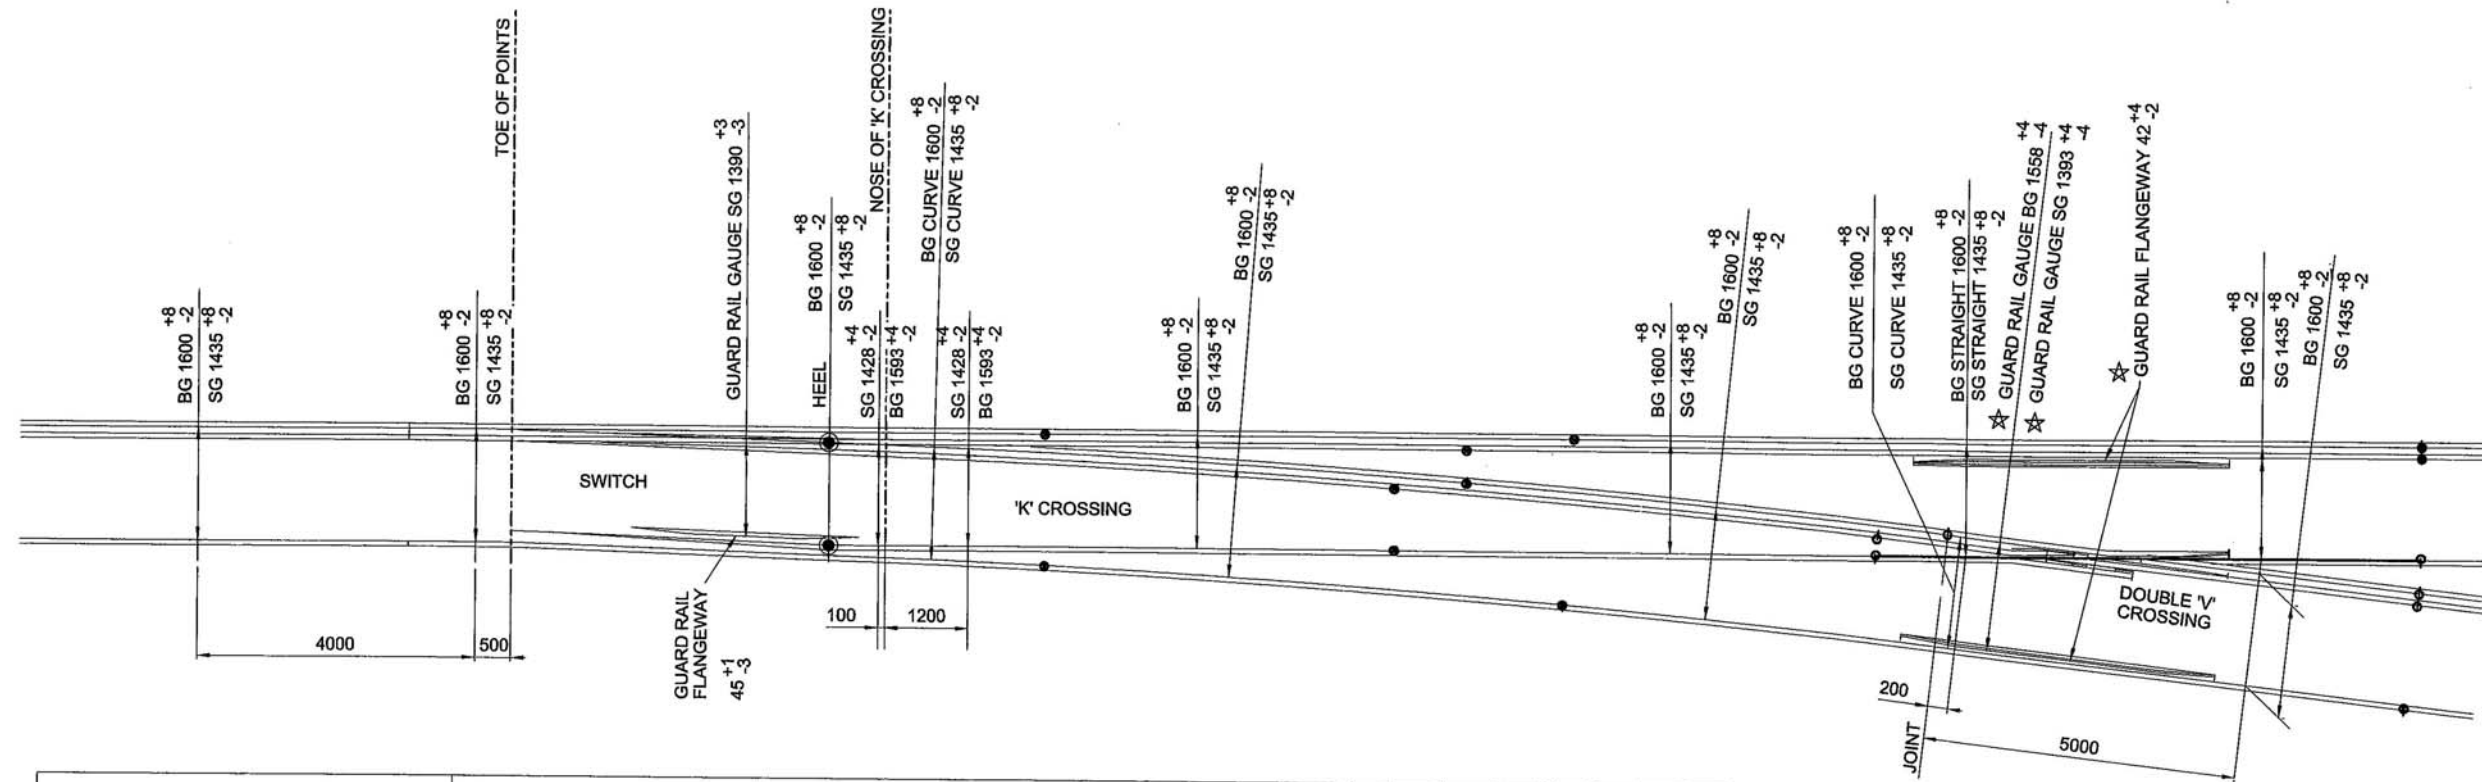 BG 1600 +8 -2
SG 1435 +8 -2
BG 1600 +8 -2
SG 1435 +8 -2
TOE OF POINTS
GUARD RAIL GAUGE SG 1390 +3 -3
HEEL
BG 1600 +8 -2
SG 1435 +8 -2
SG 1428 +4 -2
NOSE OF 'K' CROSSING
BG 1593 +4 -2
BG CURVE 1600 +8 -2
SG CURVE 1435 +8 -2
SG 1428 +4 -2
BG 1593 +4 -2
BG 1600 +8 -2
SG 1435 +8 -2
BG 1600 +8 -2
SG 1435 +8 -2
BG 1600 +8 -2
SG 1435 +8 -2
BG 1600 +8 -2
SG 1435 +8 -2
BG CURVE 1600 +8 -2
SG CURVE 1435 +8 -2
BG STRAIGHT 1600 +8 -2
SG STRAIGHT 1435 +8 -2
☆ GUARD RAIL GAUGE BG 1558 +4 -4
☆ GUARD RAIL GAUGE SG 1393 +4 -4
☆ GUARD RAIL FLANGEWAY 42 +4 -2
BG 1600 +8 -2
SG 1435 +8 -2
BG 1600 +8 -2
SG 1435 +8 -2
SWITCH
'K' CROSSING
DOUBLE 'V'
CROSSING
GUARD RAIL
FLANGEWAY
45 +1 -3
4000
500
100
1200
200
JOINT
5000